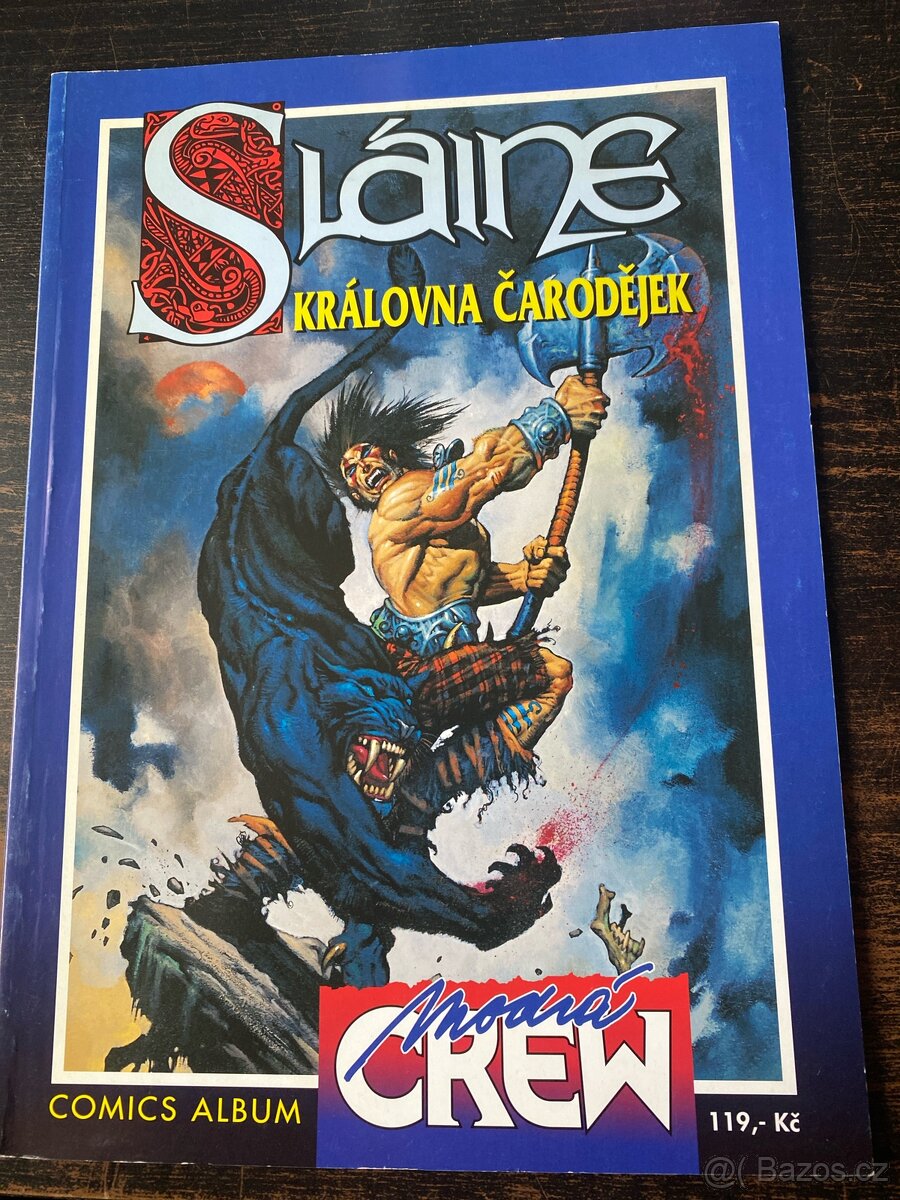 SLÁINE
KRÁLOVNA ČARODĚJEK
Modrá
CREW
COMICS ALBUM
119,- Kč
@( Bazos.cz